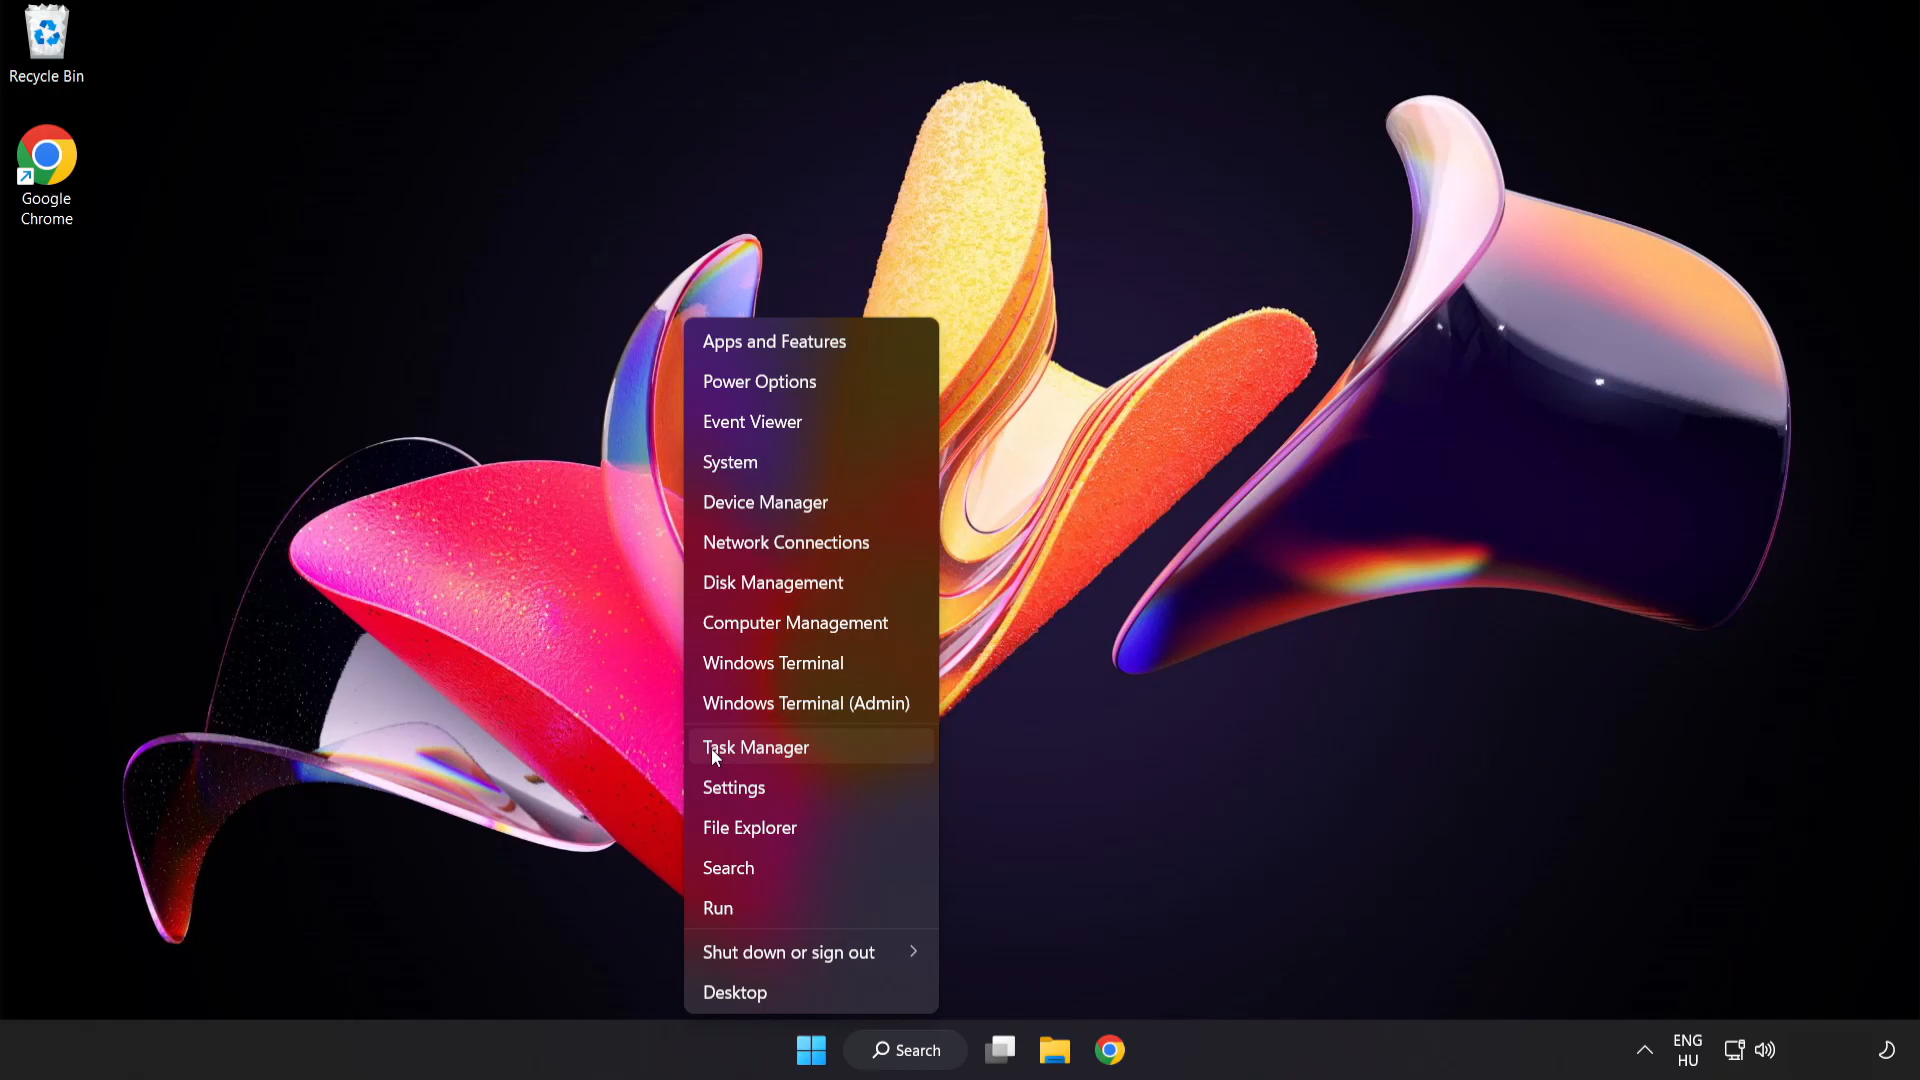 Recycle Bin
Google
Chrome
Apps and Features
Power Options
Event Viewer
System
Device Manager
Network Connections
Disk Management
Computer Management
Windows Terminal
Windows Terminal (Admin)
Task Manager
Settings
File Explorer
Search
Run
Shut down or sign out
Desktop
Search
ENG
HU